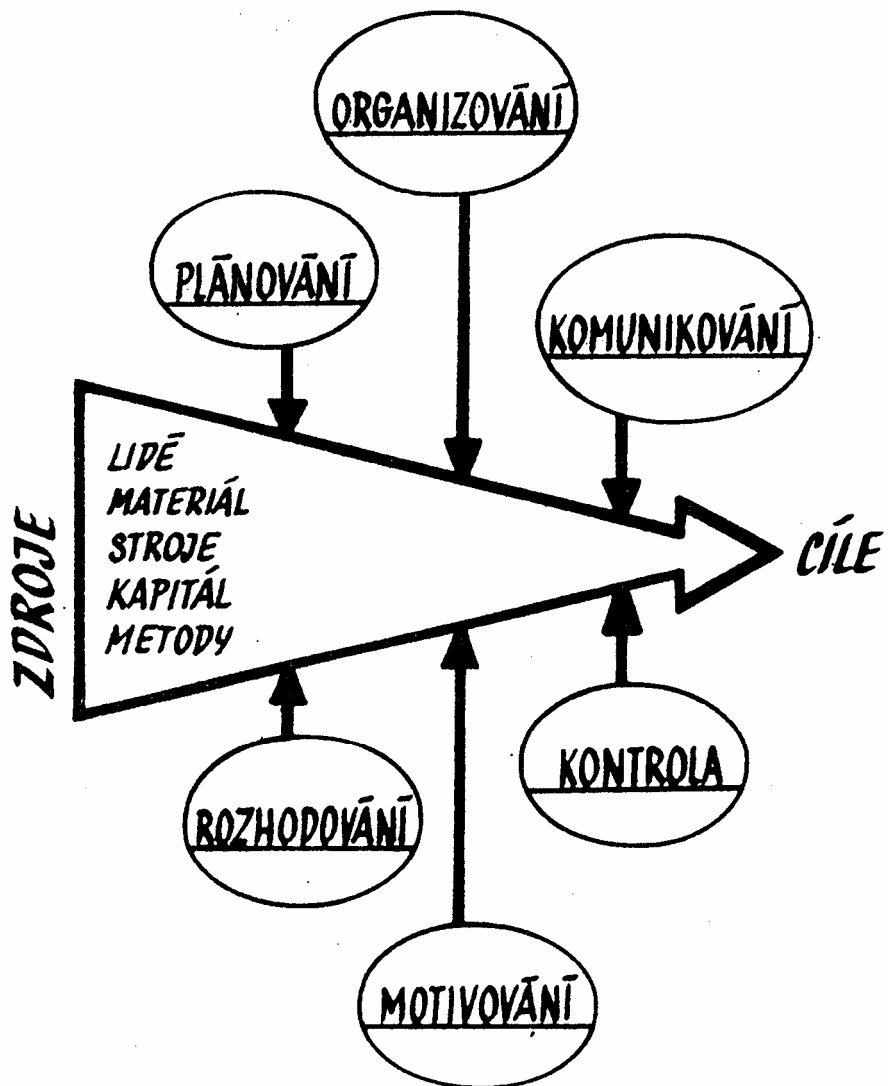 ORGANIZOVÁNÍ
PLÁNOVÁNÍ
KOMUNIKOVÁNÍ
ZDROJE
LIDÉ
MATERIÁL
STROJE
KAPITÁL
METODY
CÍLE
ROZHODOVÁNÍ
KONTROLA
MOTIVOVÁNÍ